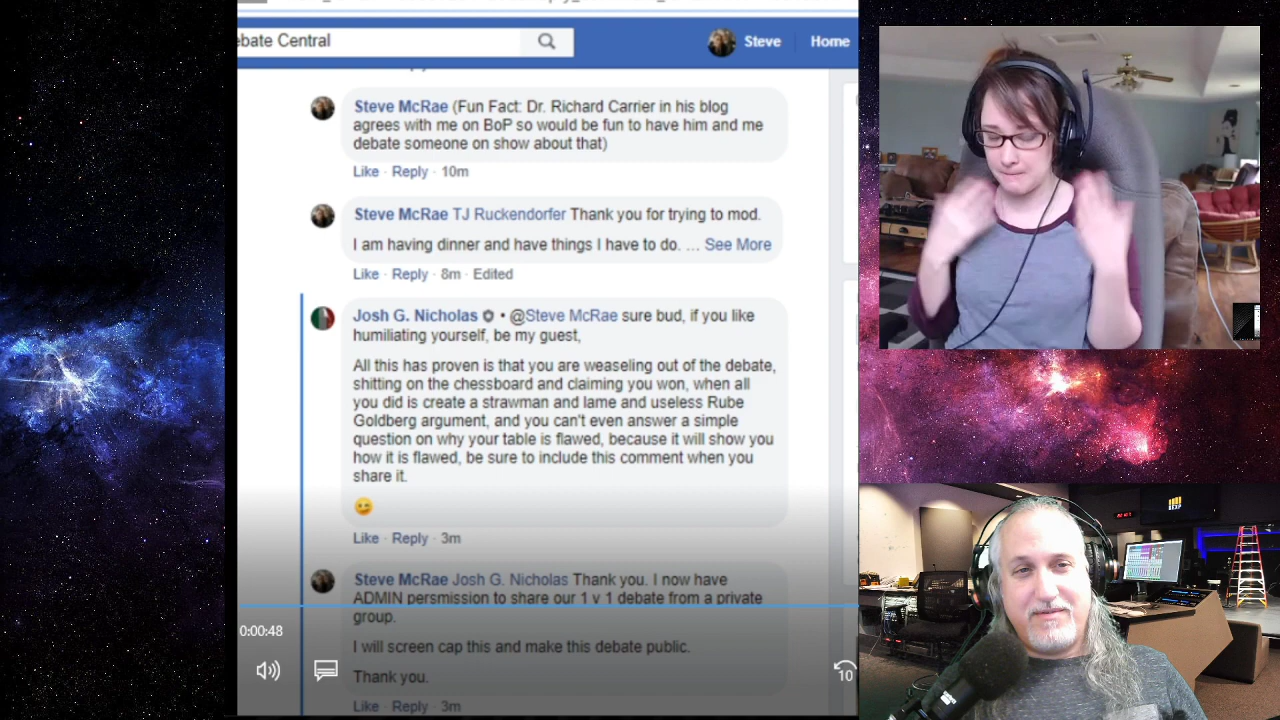 ebate Central
Steve
Home
Steve McRae (Fun Fact: Dr. Richard Carrier in his blog
agrees with me on BoP so would be fun to have him and me
debate someone on show about that)
Like · Reply · 10m
Steve McRae TJ Ruckendorfer Thank you for trying to mod.
I am having dinner and have things I have to do. … See More
Like · Reply · 8m · Edited
Josh G. Nicholas • @Steve McRae sure bud, if you like
humiliating yourself, be my guest,
All this has proven is that you are weaseling out of the debate,
shitting on the chessboard and claiming you won, when all
you did is create a strawman and lame and useless Rube
Goldberg argument, and you can't even answer a simple
question on why your table is flawed, because it will show you
how it is flawed, be sure to include this comment when you
share it.
Like · Reply · 3m
Steve McRae Josh G. Nicholas Thank you. I now have
ADMIN persmission to share our 1 v 1 debate from a private
group.
0:00:48
I will screen cap this and make this debate public.
Thank you.
10
Like · Reply · 3m